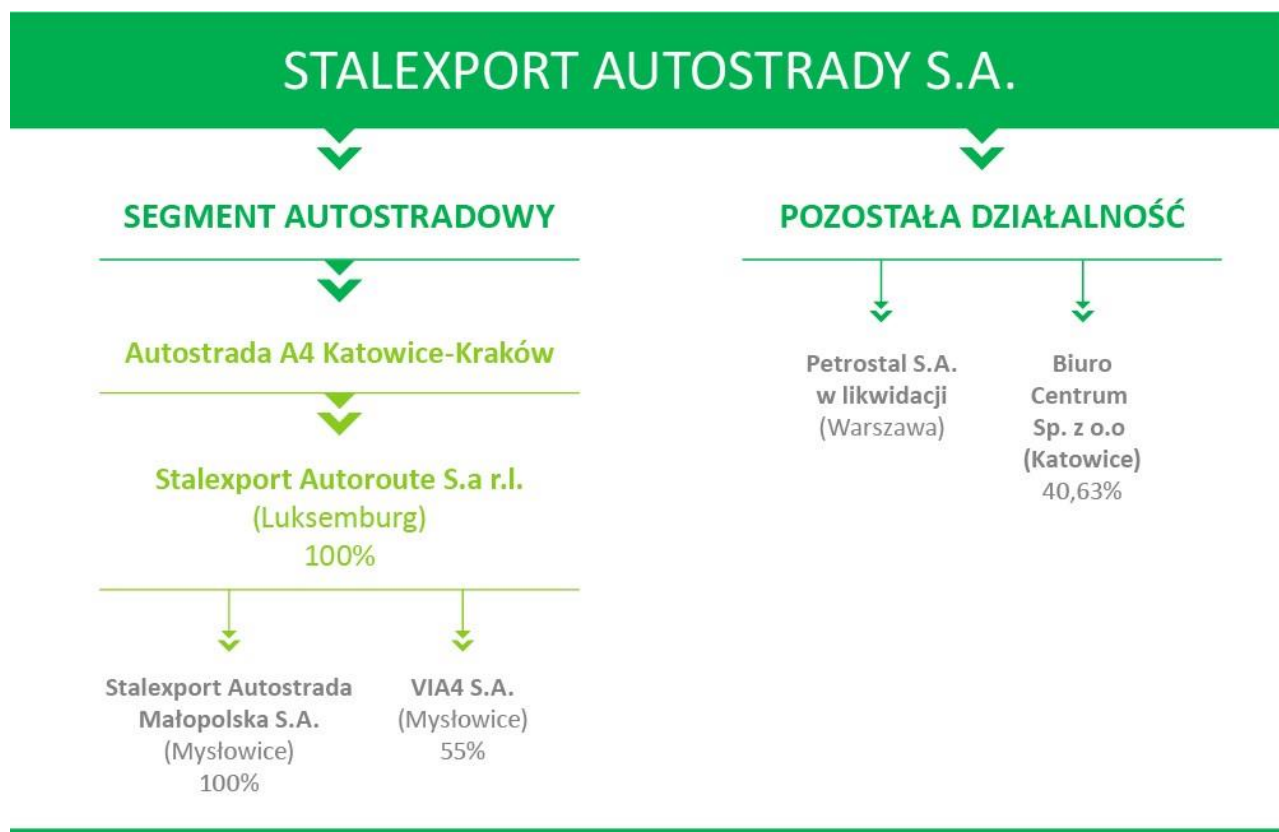 STALEXPORT AUTOSTRADY S.A.
SEGMENT AUTOSTRADOWY
Autostrada A4 Katowice-Kraków
Stalexport Autoroute S.a r.l.
(Luksemburg)
100%
Stalexport Autostrada
Małopolska S.A.
(Mysłowice)
100%
VIA4 S.A.
(Mysłowice)
55%
POZOSTAŁA DZIAŁALNOŚĆ
Petrostal S.A.
w likwidacji
(Warszawa)
Biuro
Centrum
Sp. z o.o
(Katowice)
40,63%